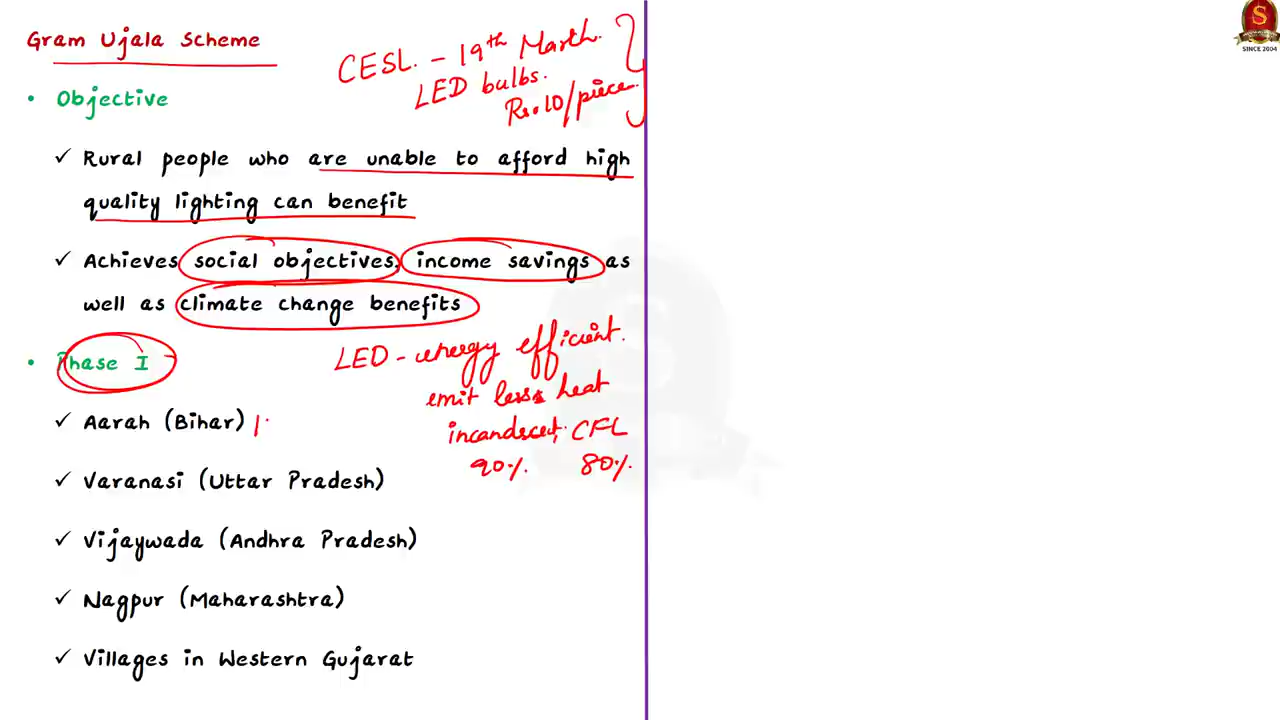 Gram Ujala Scheme
CESL. - 19th March.
LED bulbs.
Rs.10/piece.
• Objective
✓ Rural people who are unable to afford high
quality lighting can benefit
✓ Achieves social objectives, income savings as
well as climate change benefits
LED - energy efficient.
emit less heat
incandscet, CFL
90%. 80%.
• Phase I
✓ Aarah (Bihar)
✓ Varanasi (Uttar Pradesh)
✓ Vijaywada (Andhra Pradesh)
✓ Nagpur (Maharashtra)
✓ Villages in Western Gujarat
S
SINCE 2004